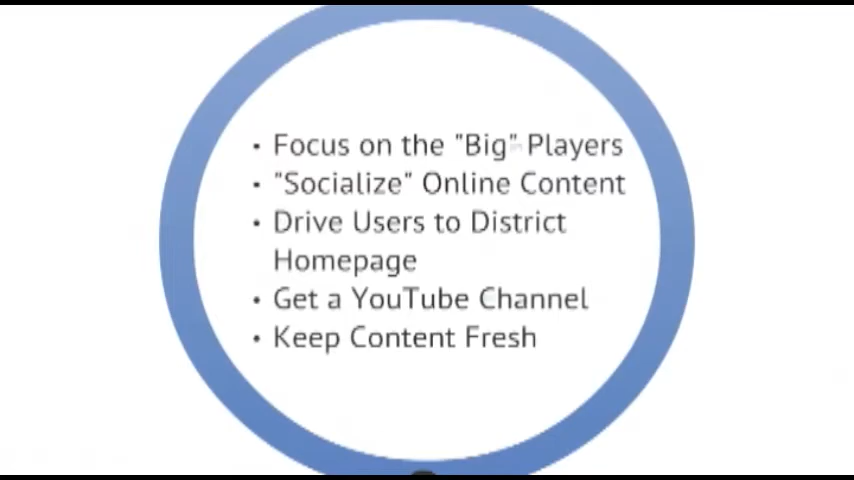 • Focus on the "Big" Players
• "Socialize" Online Content
• Drive Users to District
Homepage
• Get a YouTube Channel
• Keep Content Fresh